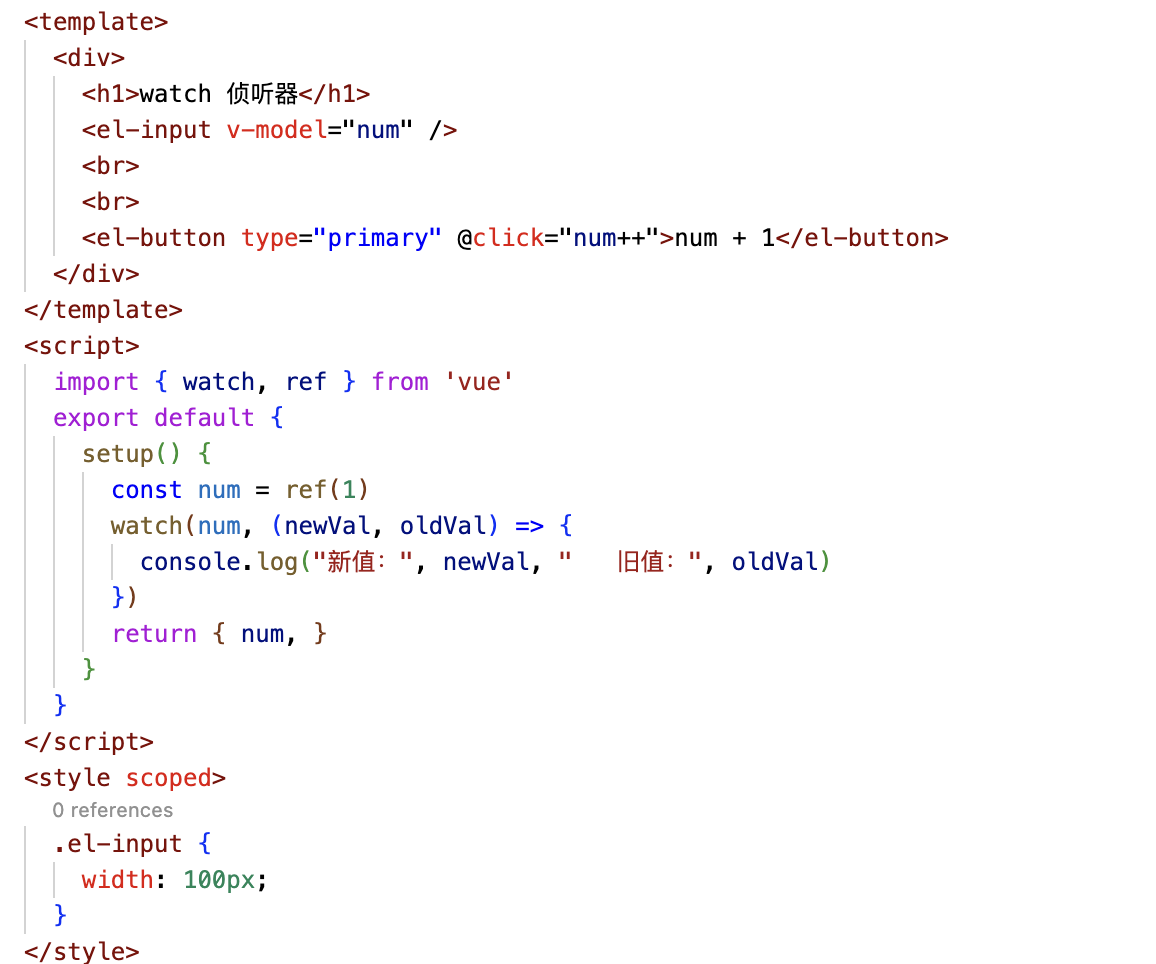 <template>
  <div>
    <h1>watch 侦听器</h1>
    <el-input v-model="num" />
    <br>
    <br>
    <el-button type="primary" @click="num++">num + 1</el-button>
  </div>
</template>
<script>
  import { watch, ref } from 'vue'
  export default {
    setup() {
      const num = ref(1)
      watch(num, (newVal, oldVal) => {
        console.log("新值：", newVal, "   旧值：", oldVal)
      })
      return { num, }
    }
  }
</script>
<style scoped>
  0 references
  .el-input {
    width: 100px;
  }
</style>